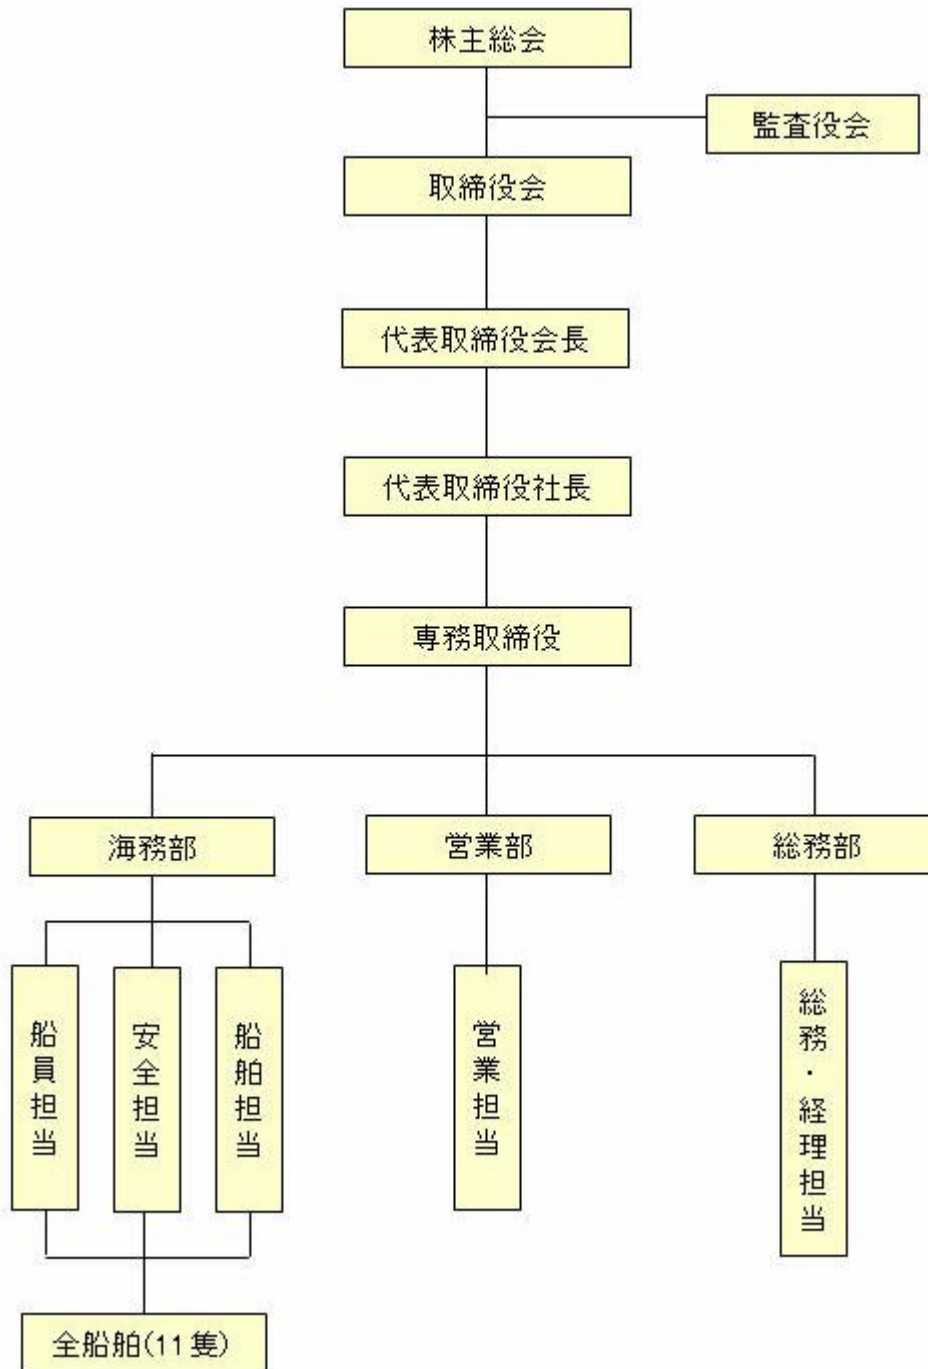 株主総会
監査役会
取締役会
代表取締役会長
代表取締役社長
専務取締役
海務部
営業部
総務部
船員担当
安全担当
船舶担当
営業担当
総務・経理担当
全船舶(11隻)